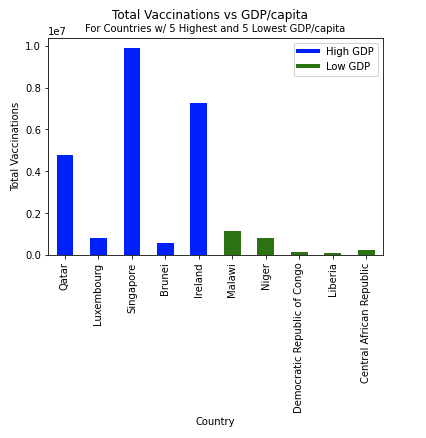 Total Vaccinations vs GDP/capita
For Countries w/ 5 Highest and 5 Lowest GDP/capita
1e7
1.0
0.8
0.6
0.4
0.2
0.0
Total Vaccinations
High GDP
Low GDP
Qatar
Luxembourg
Singapore
Brunei
Ireland
Malawi
Niger
Democratic Republic of Congo
Liberia
Central African Republic
Country